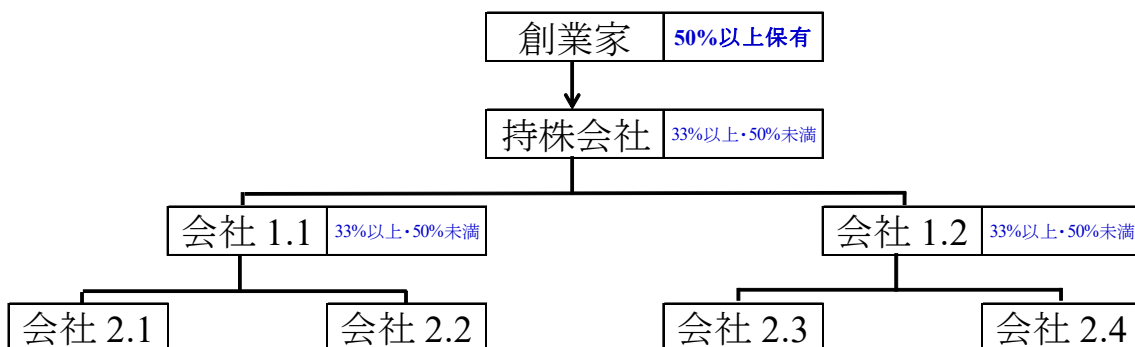 創業家 50%以上保有
持株会社 33%以上・50%未満
会社 1.1 33%以上・50%未満 会社 1.2 33%以上・50%未満
会社 2.1 会社 2.2 会社 2.3 会社 2.4